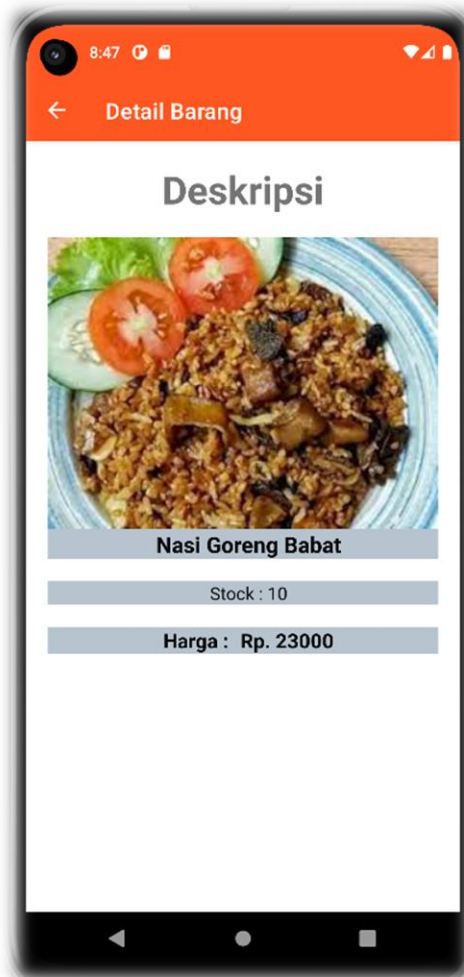 8:47
Detail Barang
Deskripsi
Nasi Goreng Babat
Stock : 10
Harga : Rp. 23000